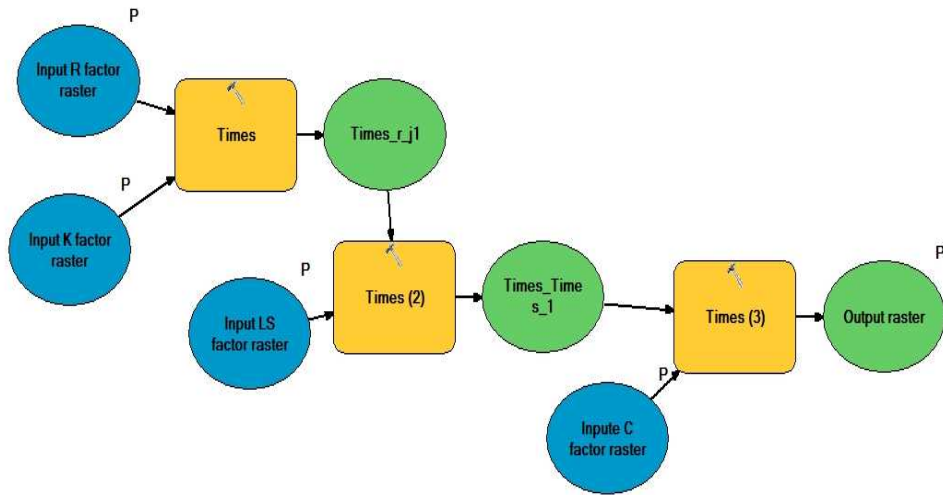 P
Input R factor
raster
Times
Times_r_j1
P
Input K factor
raster
P
Input LS
factor raster
Times (2)
Times_Time
s_1
Times (3)
P
Output raster
P
Inpute C
factor raster